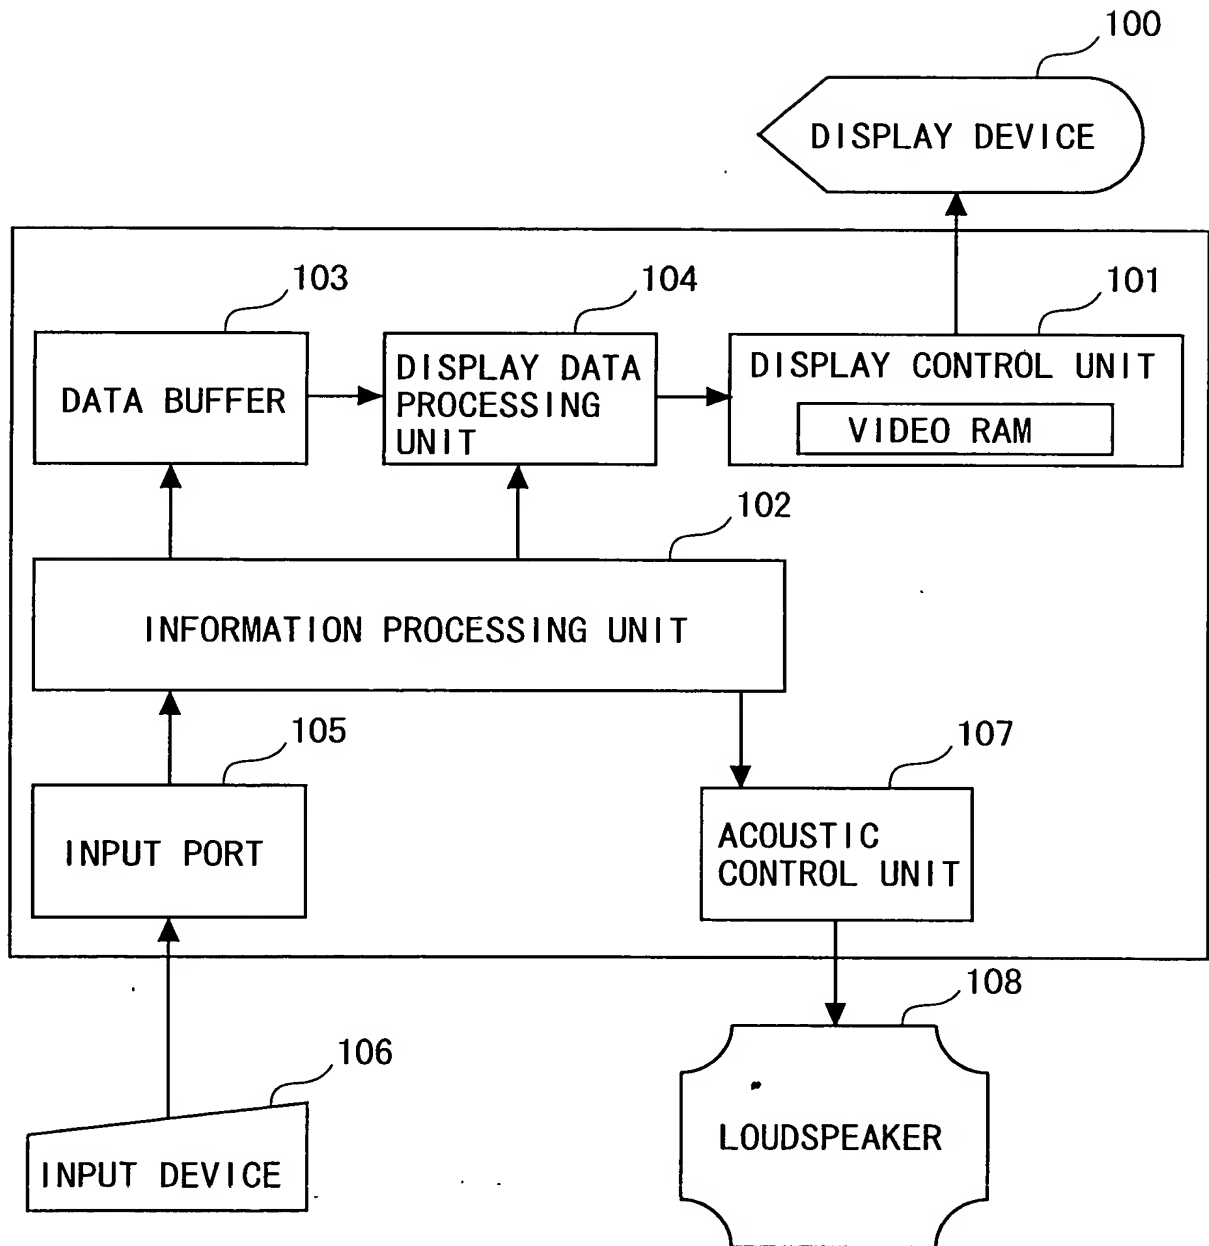 100
DISPLAY DEVICE
103
104
101
DATA BUFFER
DISPLAY DATA
PROCESSING
UNIT
DISPLAY CONTROL UNIT
VIDEO RAM
102
INFORMATION PROCESSING UNIT
105
107
INPUT PORT
ACOUSTIC
CONTROL UNIT
108
106
LOUDSPEAKER
INPUT DEVICE